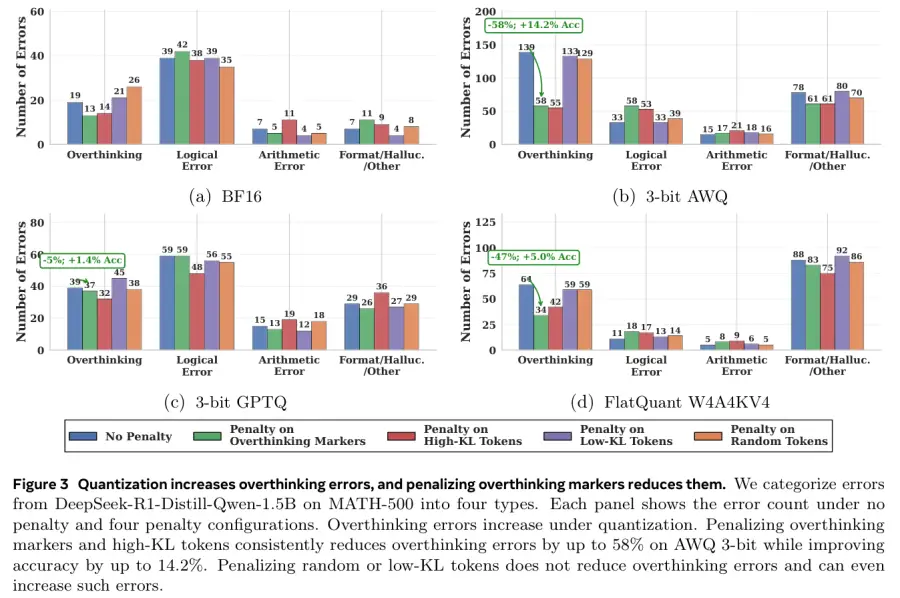 60
40
20
0
Number of Errors
19 13 14 21 26
39 42 38 39 35
7 5 11 4 5
7 11 9 4 8
Overthinking
Logical
Error
Arithmetic
Error
Format/Halluc.
/Other
(a) BF16
200
150
100
50
0
Number of Errors
-58%; +14.2% Acc
139 58 55 133 129
33 58 53 33 39
15 17 21 18 16
78 61 61 80 70
Overthinking
Logical
Error
Arithmetic
Error
Format/Halluc.
/Other
(b) 3-bit AWQ
80
60
40
20
0
Number of Errors
-5%; +1.4% Acc
39 37 32 45 38
59 59 48 56 55
15 13 19 12 18
29 26 36 27 29
Overthinking
Logical
Error
Arithmetic
Error
Format/Halluc.
/Other
(c) 3-bit GPTQ
125
100
75
50
25
0
Number of Errors
-47%; +5.0% Acc
64 34 42 59 59
11 18 17 13 14
5 8 9 6 5
88 83 75 92 86
Overthinking
Logical
Error
Arithmetic
Error
Format/Halluc.
/Other
(d) FlatQuant W4A4KV4
No Penalty
Penalty on
Overthinking Markers
Penalty on
High-KL Tokens
Penalty on
Low-KL Tokens
Penalty on
Random Tokens
Figure 3 Quantization increases overthinking errors, and penalizing overthinking markers reduces them. We categorize errors
from DeepSeek-R1-Distill-Qwen-1.5B on MATH-500 into four types. Each panel shows the error count under no
penalty and four penalty configurations. Overthinking errors increase under quantization. Penalizing overthinking
markers and high-KL tokens consistently reduces overthinking errors by up to 58% on AWQ 3-bit while improving
accuracy by up to 14.2%. Penalizing random or low-KL tokens does not reduce overthinking errors and can even
increase such errors.